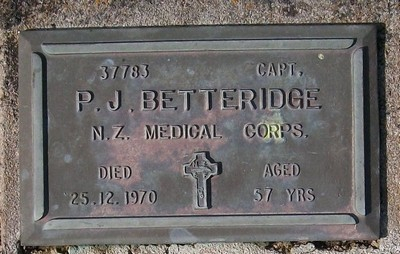 37783 CAPT.
P. J. BETTERIDGE
N.Z. MEDICAL CORPS.
DIED AGED
25.12.1970 57 YRS